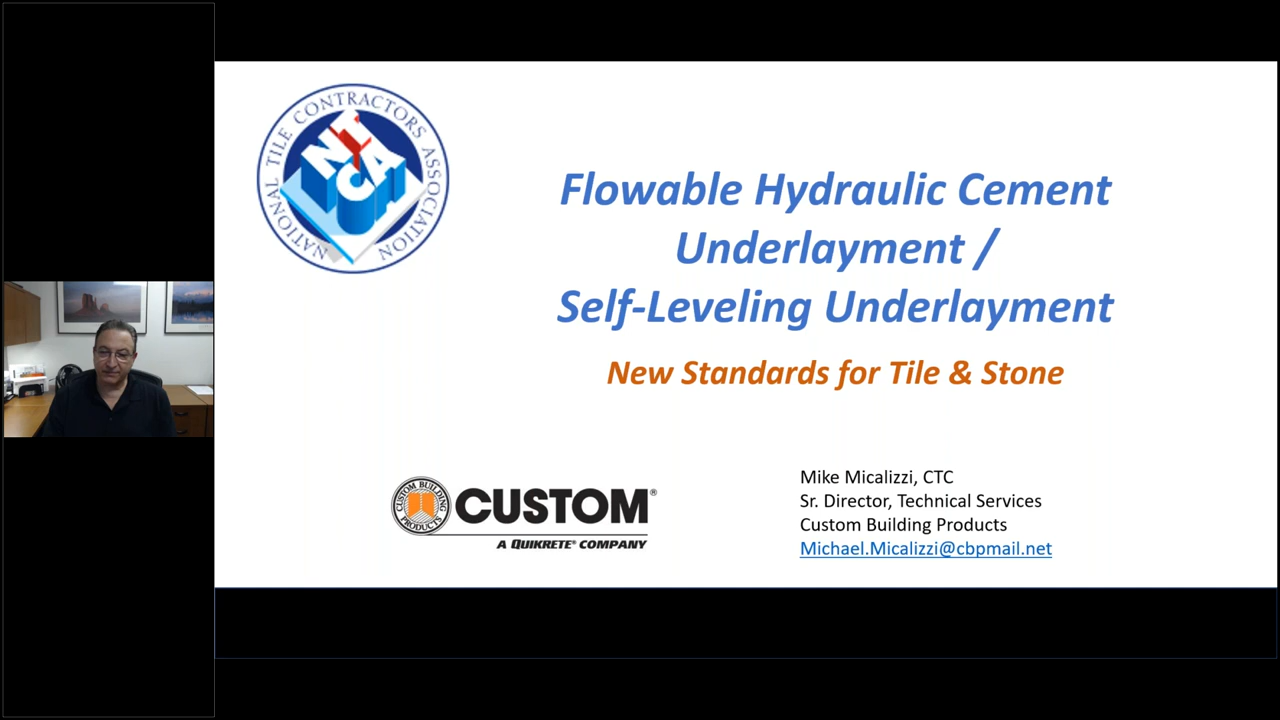 NATIONAL TILE CONTRACTORS ASSOCIATION
NTCA
Flowable Hydraulic Cement
Underlayment /
Self-Leveling Underlayment
New Standards for Tile & Stone
CUSTOM BUILDING PRODUCTS
CUSTOM®
A QUIKRETE® COMPANY
Mike Micalizzi, CTC
Sr. Director, Technical Services
Custom Building Products
Michael.Micalizzi@cbpmail.net